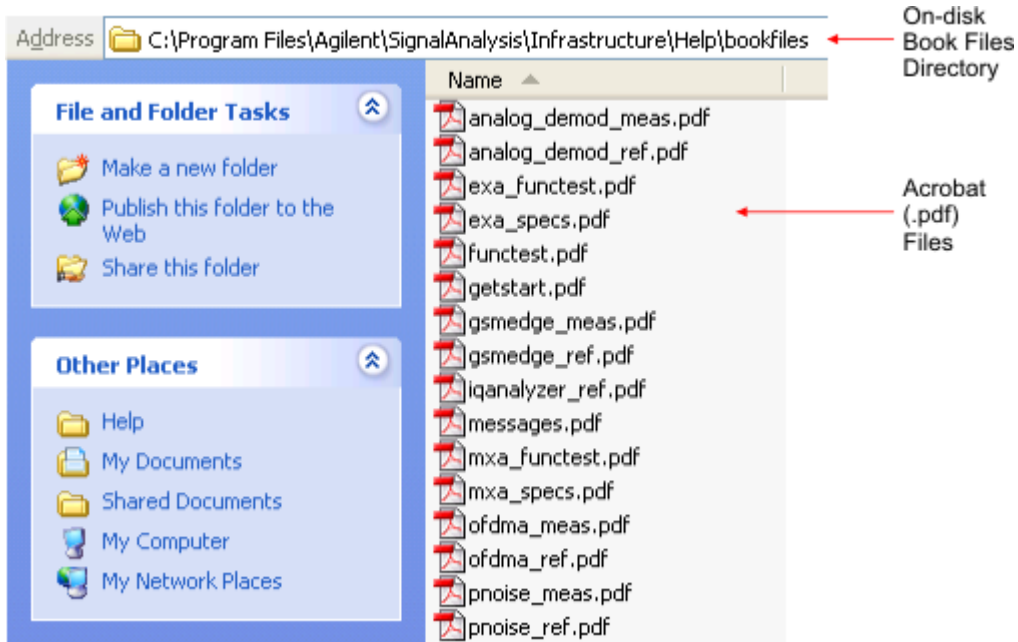 Address C:\Program Files\Agilent\SignalAnalysis\Infrastructure\Help\bookfiles
On-disk
Book Files
Directory
File and Folder Tasks
Make a new folder
Publish this folder to the
Web
Share this folder
Other Places
Help
My Documents
Shared Documents
My Computer
My Network Places
Name
analog_demod_meas.pdf
analog_demod_ref.pdf
exa_functest.pdf
exa_specs.pdf
functest.pdf
getstart.pdf
gsmedge_meas.pdf
gsmedge_ref.pdf
iqanalyzer_ref.pdf
messages.pdf
mxa_functest.pdf
mxa_specs.pdf
ofdma_meas.pdf
ofdma_ref.pdf
pnoise_meas.pdf
pnoise_ref.pdf
Acrobat
(.pdf)
Files